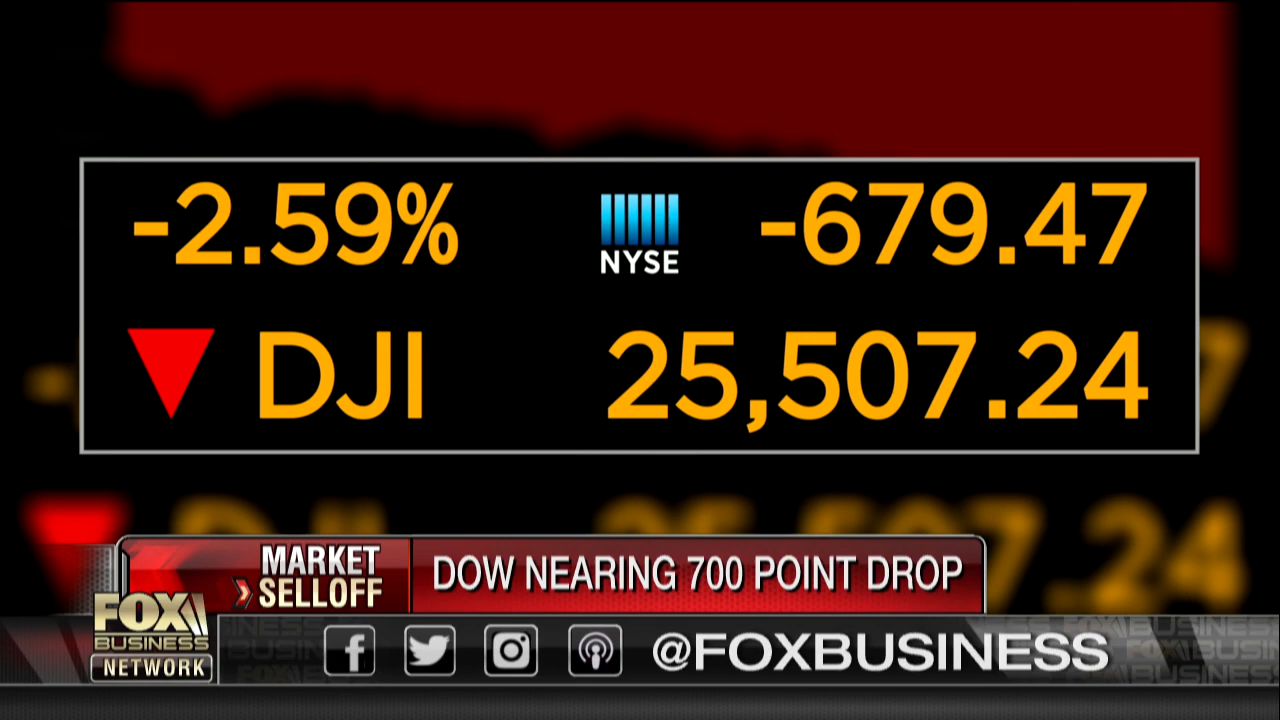 -2.59%
NYSE
-679.47
DJI
25,507.24
MARKET
SELLOFF
DOW NEARING 700 POINT DROP
FOX
BUSINESS
NETWORK
@FOXBUSINESS